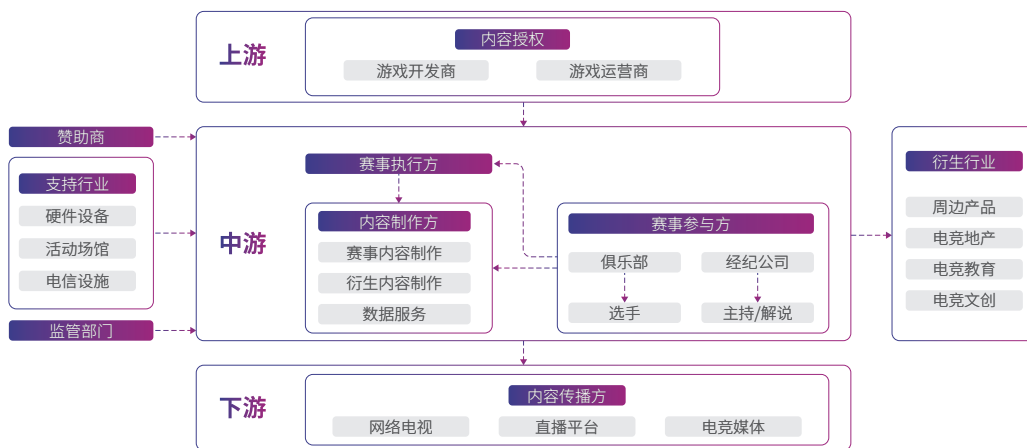 上游
内容授权
游戏开发商
游戏运营商
赞助商
支持行业
硬件设备
活动场馆
电信设施
监管部门
中游
赛事执行方
内容制作方
赛事内容制作
衍生内容制作
数据服务
赛事参与方
俱乐部
经纪公司
选手
主持/解说
衍生行业
周边产品
电竞地产
电竞教育
电竞文创
下游
内容传播方
网络电视
直播平台
电竞媒体